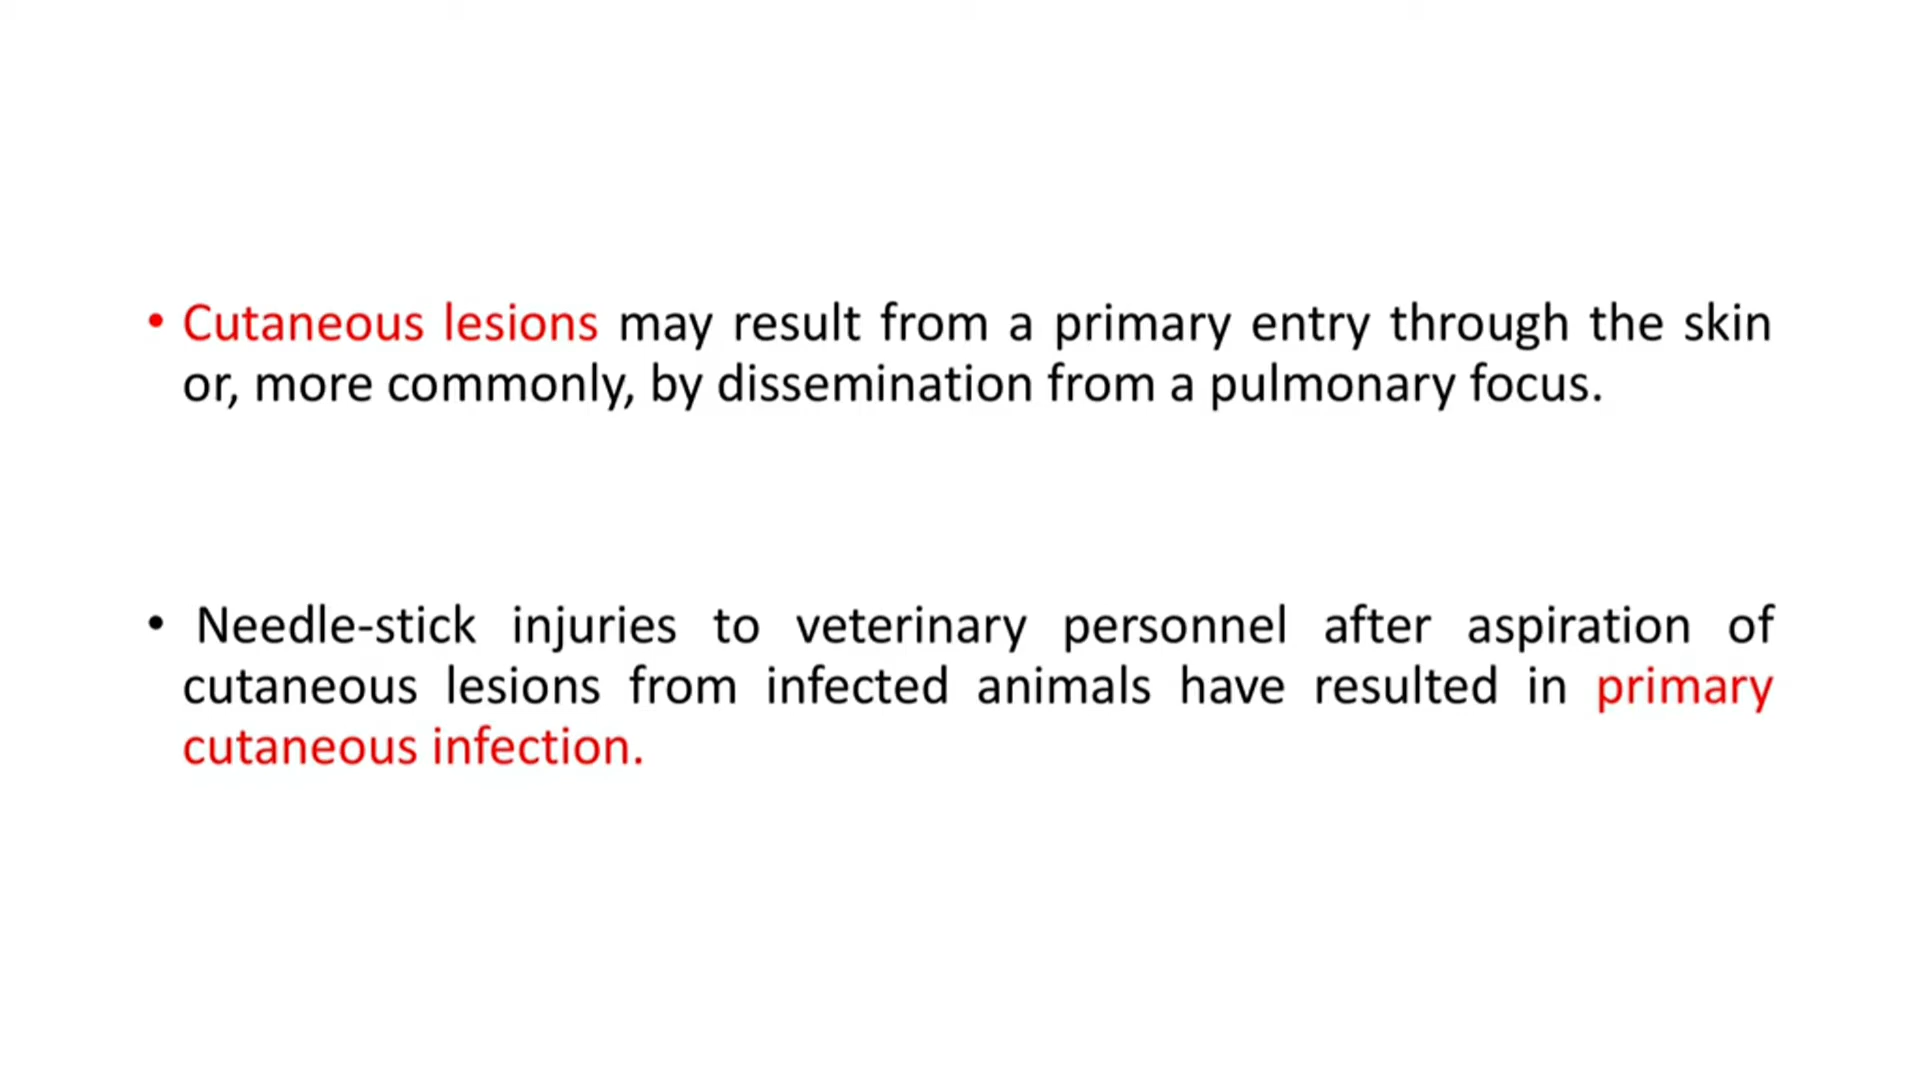 • Cutaneous lesions may result from a primary entry through the skin
or, more commonly, by dissemination from a pulmonary focus.
• Needle-stick injuries to veterinary personnel after aspiration of
cutaneous lesions from infected animals have resulted in primary
cutaneous infection.